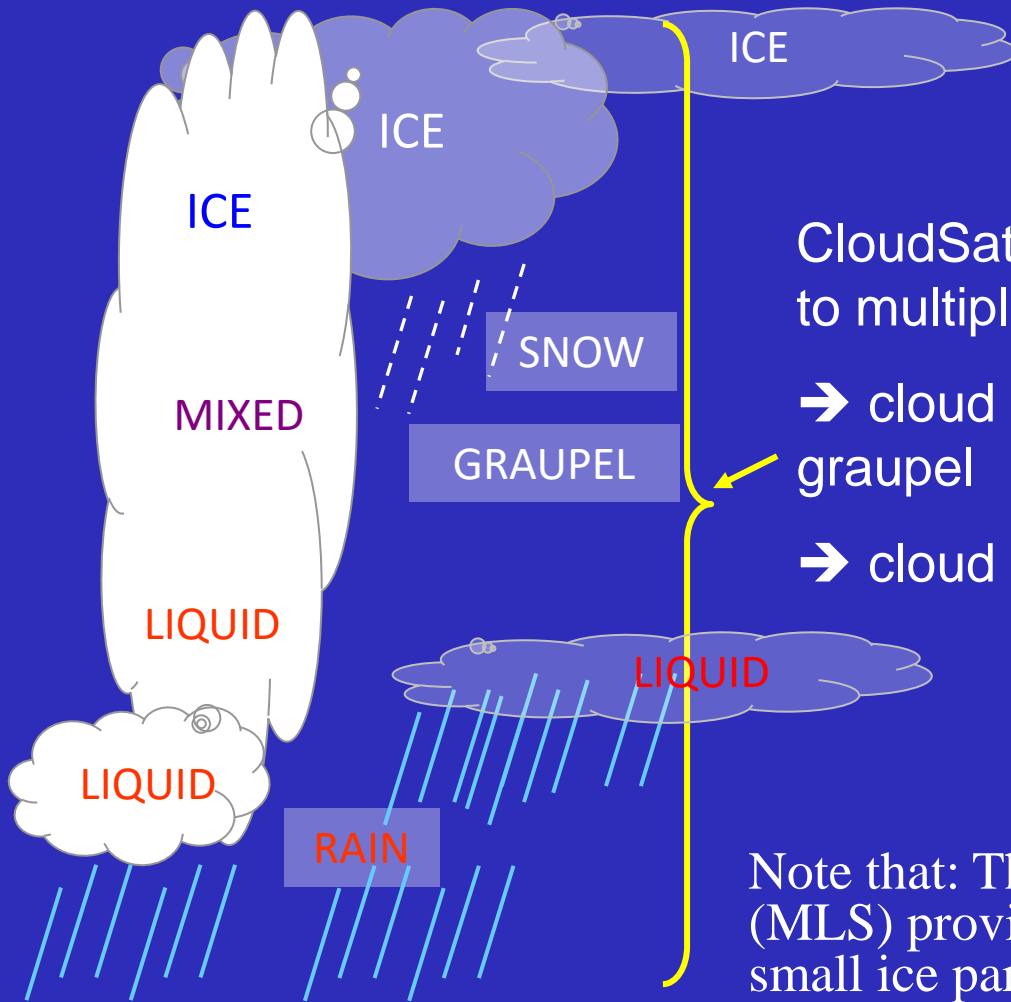 ICE
ICE
ICE
CloudSat
to multipl
SNOW
MIXED
➔ cloud
GRAUPEL
graupel
➔ cloud
LIQUID
LIQUID
LIQUID
RAIN
Note that: Th
(MLS) provi
small ice par